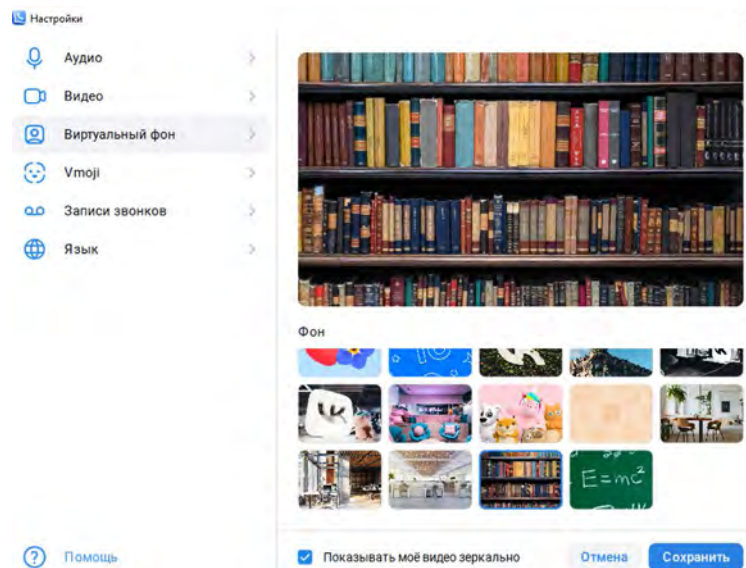 Настройки
Аудио
Видео
Виртуальный фон
Vmoji
Записи звонков
Язык
Фон
E=mc²
Помощь
Показывать моё видео зеркально
Отмена
Сохранить